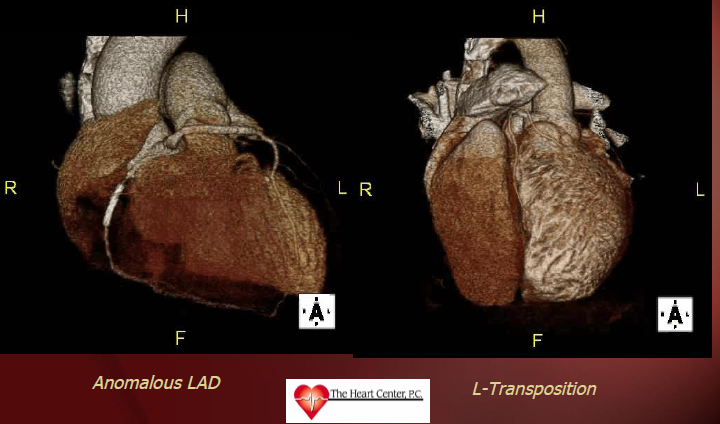 H
H
R
L
R
L
A
A
F
F
Anomalous LAD
The Heart Center, P.C.
L-Transposition